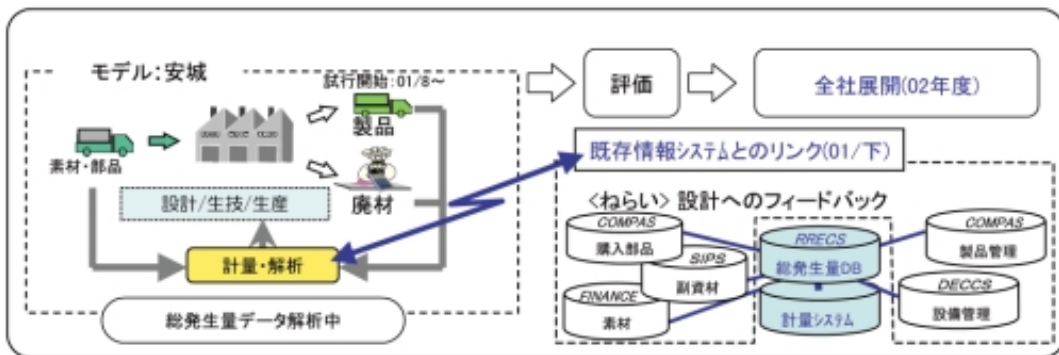 モデル：安城
試行開始：01/8～
製品
素材・部品
廃材
設計/生技/生産
計量・解析
総発生量データ解析中
評価
全社展開(02年度)
既存情報システムとのリンク(01/下)
<ねらい> 設計へのフィードバック
COMPAS
購入部品
SIPS
副資材
FINANCE
素材
RRECS
総発生量DB
計量システム
COMPAS
製品管理
DECCS
設備管理